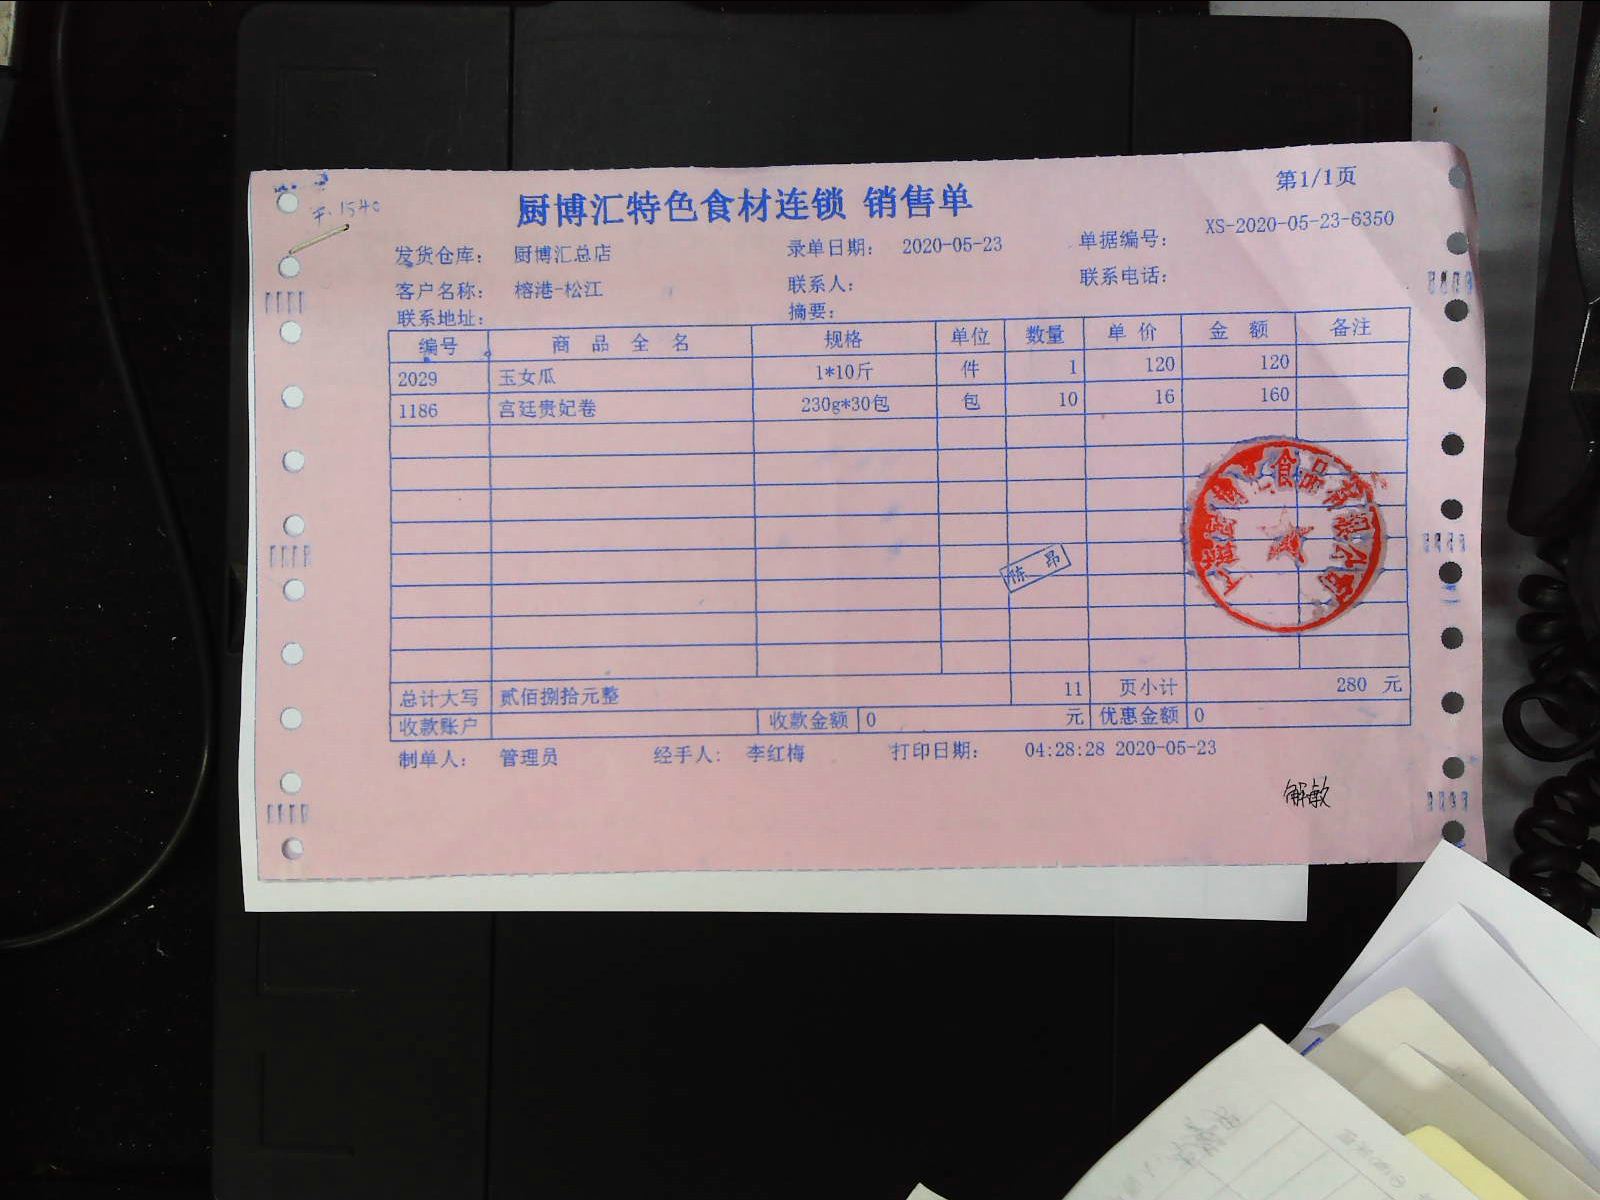 第1/1页
厨博汇特色食材连锁 销售单
发货仓库： 厨博汇总店 录单日期： 2020-05-23 单据编号： XS-2020-05-23-6350
客户名称： 榕港-松江 联系人： 联系电话：
联系地址： 摘要：
编号 商品全名 规格 单位 数量 单价 金额 备注
2029 玉女瓜 1*10斤 件 1 120 120
1186 宫廷贵妃卷 230g*30包 包 10 16 160
陈昂
总计大写 贰佰捌拾元整 11 页小计 280 元
收款账户 收款金额 0 元 优惠金额 0
制单人： 管理员 经手人： 李红梅 打印日期： 04:28:28 2020-05-23
解敏